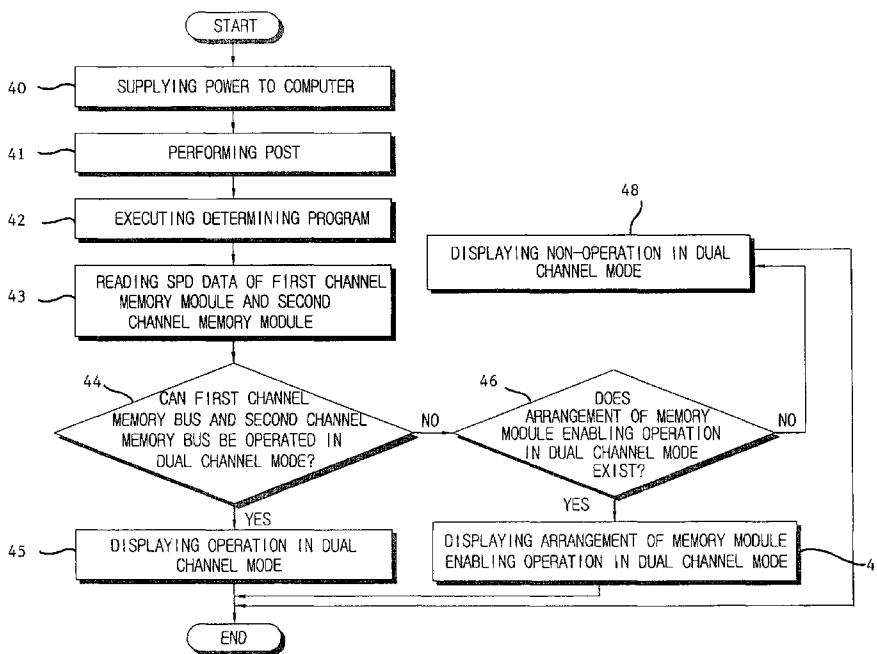 START
40
SUPPLYING POWER TO COMPUTER
41
PERFORMING POST
42
EXECUTING DETERMINING PROGRAM
43
READING SPD DATA OF FIRST CHANNEL
MEMORY MODULE AND SECOND
CHANNEL MEMORY MODULE
44
CAN FIRST CHANNEL
MEMORY BUS AND SECOND CHANNEL
MEMORY BUS BE OPERATED IN
DUAL CHANNEL MODE?
NO
YES
45
DISPLAYING OPERATION IN DUAL
CHANNEL MODE
46
DOES
ARRANGEMENT OF MEMORY
MODULE ENABLING OPERATION
IN DUAL CHANNEL MODE
EXIST?
NO
YES
48
DISPLAYING NON-OPERATION IN DUAL
CHANNEL MODE
DISPLAYING ARRANGEMENT OF MEMORY MODULE
ENABLING OPERATION IN DUAL CHANNEL MODE
4
END